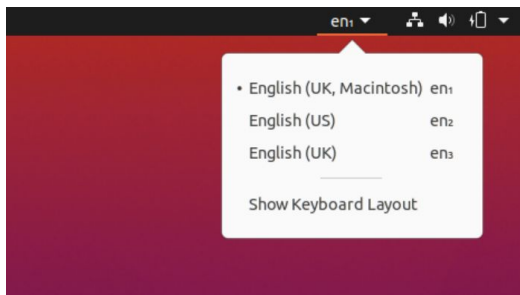 en₁
• English (UK, Macintosh) en₁
English (US) en₂
English (UK) en₃
Show Keyboard Layout